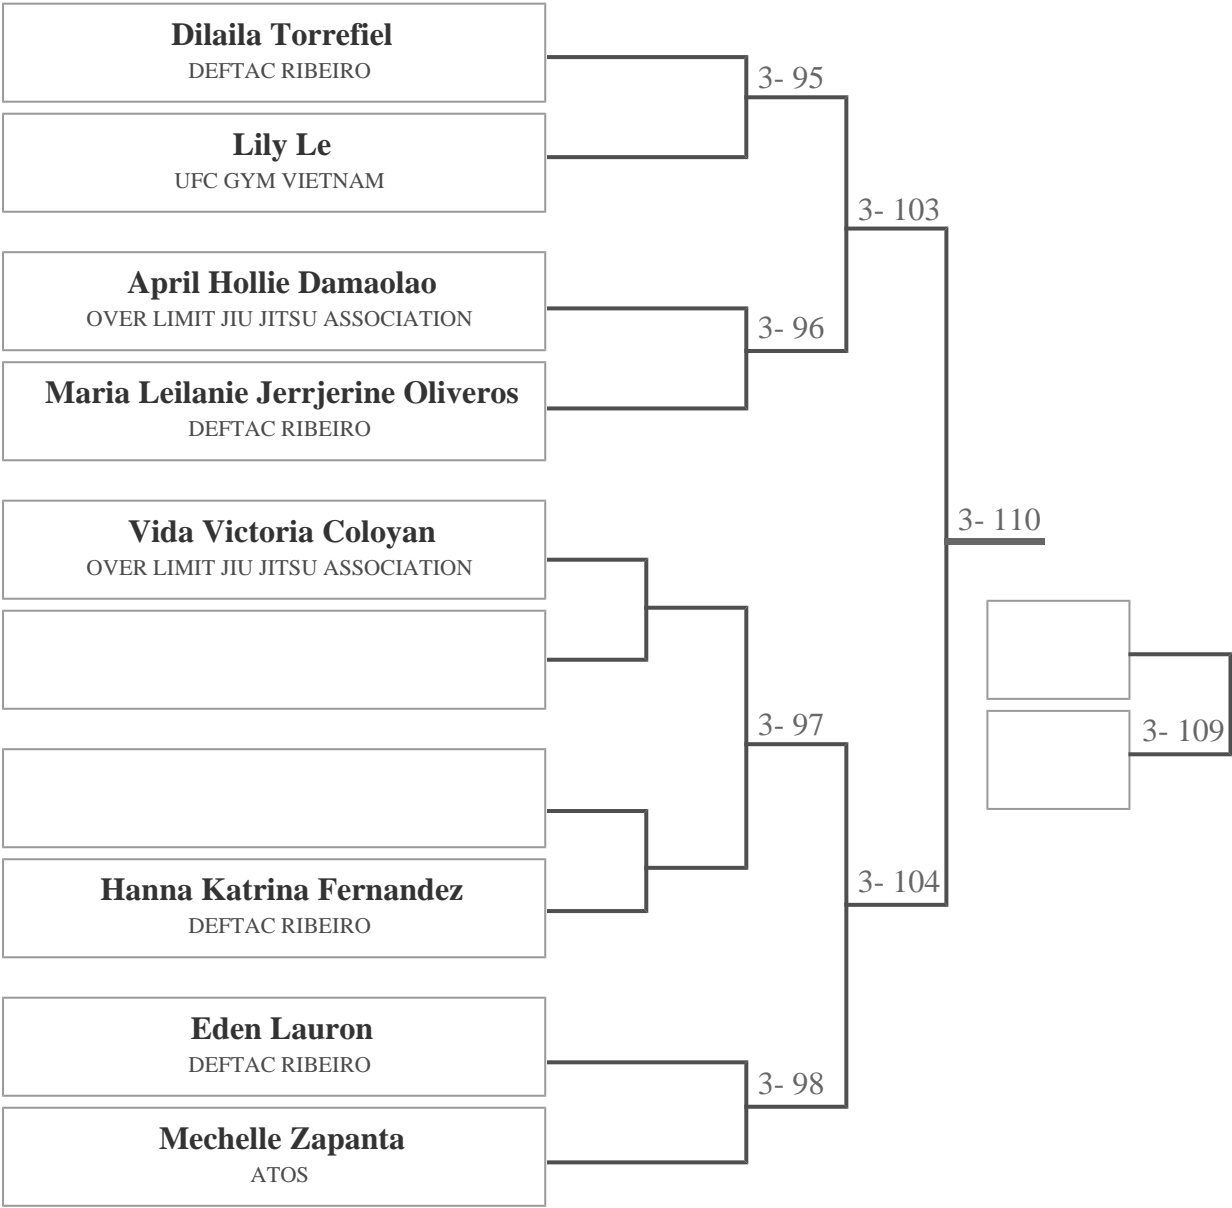 Dilaila Torrefiel
DEFTAC RIBEIRO
3- 95
Lily Le
UFC GYM VIETNAM
3- 103
April Hollie Damaolao
OVER LIMIT JIU JITSU ASSOCIATION
3- 96
Maria Leilanie Jerrjerine Oliveros
DEFTAC RIBEIRO
Vida Victoria Coloyan
OVER LIMIT JIU JITSU ASSOCIATION
3- 110
3- 97
3- 109
Hanna Katrina Fernandez
DEFTAC RIBEIRO
3- 104
Eden Lauron
DEFTAC RIBEIRO
3- 98
Mechelle Zapanta
ATOS